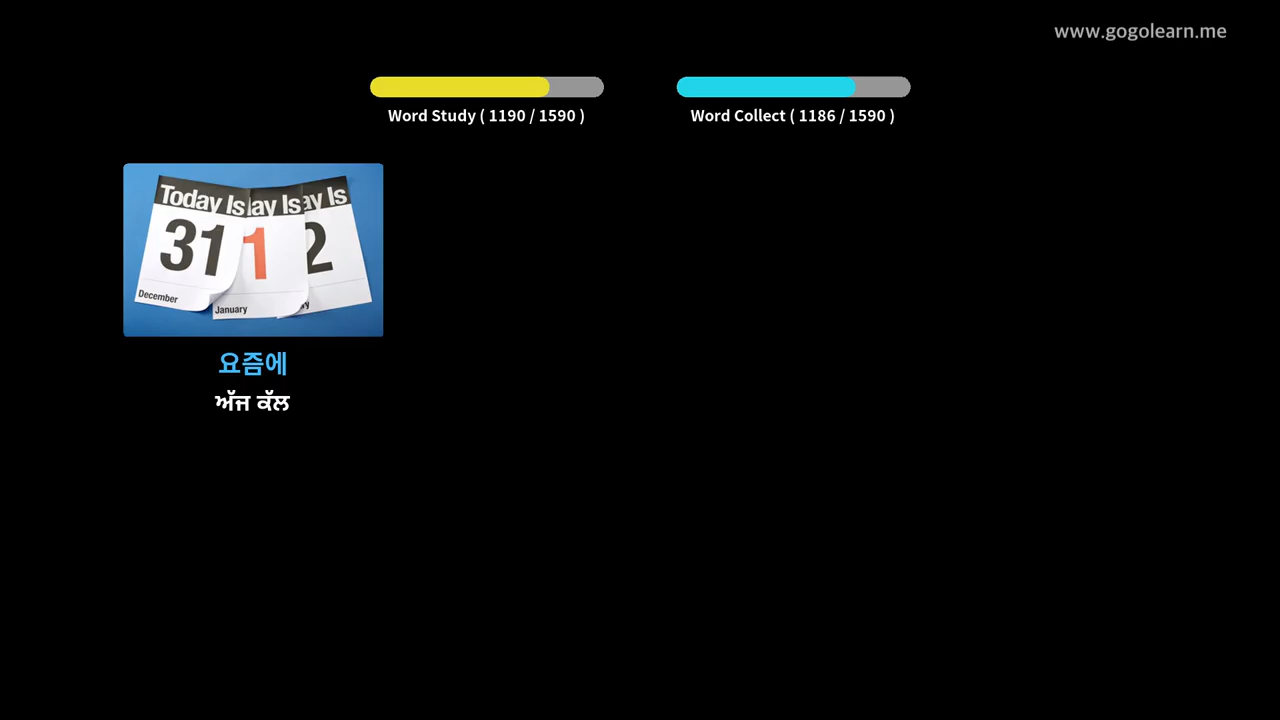 www.gogolearn.me
Word Study ( 1190 / 1590 )
Word Collect ( 1186 / 1590 )
Today Is
ay Is
ay Is
31
1
2
December
January
ry
요즘에
ਅੱਜ ਕੱਲ